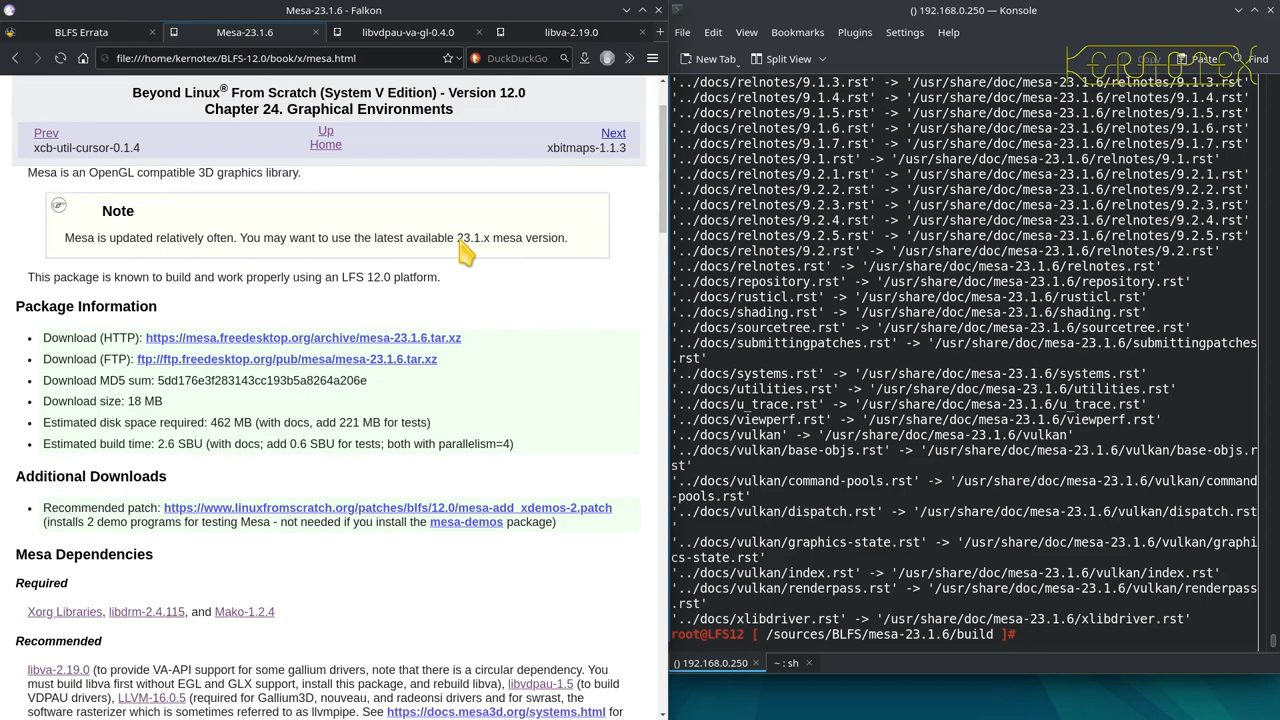 Mesa-23.1.6 - Falkon
BLFS Errata
Mesa-23.1.6
libvdpau-va-gl-0.4.0
libva-2.19.0
file:///home/kernotex/BLFS-12.0/book/x/mesa.html
DuckDuckGo
Beyond Linux® From Scratch (System V Edition) - Version 12.0
Chapter 24. Graphical Environments
Prev
Up
Next
xcb-util-cursor-0.1.4
Home
xbitmaps-1.1.3
Mesa is an OpenGL compatible 3D graphics library.
Note
Mesa is updated relatively often. You may want to use the latest available 23.1.x mesa version.
This package is known to build and work properly using an LFS 12.0 platform.
Package Information
• Download (HTTP): https://mesa.freedesktop.org/archive/mesa-23.1.6.tar.xz
• Download (FTP): ftp://ftp.freedesktop.org/pub/mesa/mesa-23.1.6.tar.xz
• Download MD5 sum: 5dd176e3f283143cc193b5a8264a206e
• Download size: 18 MB
• Estimated disk space required: 462 MB (with docs, add 221 MB for tests)
• Estimated build time: 2.6 SBU (with docs; add 0.6 SBU for tests; both with parallelism=4)
Additional Downloads
• Recommended patch: https://www.linuxfromscratch.org/patches/blfs/12.0/mesa-add_xdemos-2.patch
(installs 2 demo programs for testing Mesa - not needed if you install the mesa-demos package)
Mesa Dependencies
Required
Xorg Libraries, libdrm-2.4.115, and Mako-1.2.4
Recommended
libva-2.19.0 (to provide VA-API support for some gallium drivers, note that there is a circular dependency. You
must build libva first without EGL and GLX support, install this package, and rebuild libva), libvdpau-1.5 (to build
VDPAU drivers), LLVM-16.0.5 (required for Gallium3D, nouveau, and radeonsi drivers and for swrast, the
software rasterizer which is sometimes referred to as llvmpipe. See https://docs.mesa3d.org/systems.html for
() 192.168.0.250 — Konsole
File Edit View Bookmarks Plugins Settings Help
New Tab Split View Copy Paste Find
Kernotex
'../docs/relnotes/9.1.3.rst' -> '/usr/share/doc/mesa-23.1.6/relnotes/9.1.3.rst'
'../docs/relnotes/9.1.4.rst' -> '/usr/share/doc/mesa-23.1.6/relnotes/9.1.4.rst'
'../docs/relnotes/9.1.5.rst' -> '/usr/share/doc/mesa-23.1.6/relnotes/9.1.5.rst'
'../docs/relnotes/9.1.6.rst' -> '/usr/share/doc/mesa-23.1.6/relnotes/9.1.6.rst'
'../docs/relnotes/9.1.7.rst' -> '/usr/share/doc/mesa-23.1.6/relnotes/9.1.7.rst'
'../docs/relnotes/9.1.rst' -> '/usr/share/doc/mesa-23.1.6/relnotes/9.1.rst'
'../docs/relnotes/9.2.1.rst' -> '/usr/share/doc/mesa-23.1.6/relnotes/9.2.1.rst'
'../docs/relnotes/9.2.2.rst' -> '/usr/share/doc/mesa-23.1.6/relnotes/9.2.2.rst'
'../docs/relnotes/9.2.3.rst' -> '/usr/share/doc/mesa-23.1.6/relnotes/9.2.3.rst'
'../docs/relnotes/9.2.4.rst' -> '/usr/share/doc/mesa-23.1.6/relnotes/9.2.4.rst'
'../docs/relnotes/9.2.5.rst' -> '/usr/share/doc/mesa-23.1.6/relnotes/9.2.5.rst'
'../docs/relnotes/9.2.rst' -> '/usr/share/doc/mesa-23.1.6/relnotes/9.2.rst'
'../docs/relnotes.rst' -> '/usr/share/doc/mesa-23.1.6/relnotes.rst'
'../docs/repository.rst' -> '/usr/share/doc/mesa-23.1.6/repository.rst'
'../docs/rusticl.rst' -> '/usr/share/doc/mesa-23.1.6/rusticl.rst'
'../docs/shading.rst' -> '/usr/share/doc/mesa-23.1.6/shading.rst'
'../docs/sourcetree.rst' -> '/usr/share/doc/mesa-23.1.6/sourcetree.rst'
'../docs/submittingpatches.rst' -> '/usr/share/doc/mesa-23.1.6/submittingpatches
.rst'
'../docs/systems.rst' -> '/usr/share/doc/mesa-23.1.6/systems.rst'
'../docs/utilities.rst' -> '/usr/share/doc/mesa-23.1.6/utilities.rst'
'../docs/u_trace.rst' -> '/usr/share/doc/mesa-23.1.6/u_trace.rst'
'../docs/viewperf.rst' -> '/usr/share/doc/mesa-23.1.6/viewperf.rst'
'../docs/vulkan' -> '/usr/share/doc/mesa-23.1.6/vulkan'
'../docs/vulkan/base-objs.rst' -> '/usr/share/doc/mesa-23.1.6/vulkan/base-objs.r
st'
'../docs/vulkan/command-pools.rst' -> '/usr/share/doc/mesa-23.1.6/vulkan/command
-pools.rst'
'../docs/vulkan/dispatch.rst' -> '/usr/share/doc/mesa-23.1.6/vulkan/dispatch.rst
'
'../docs/vulkan/graphics-state.rst' -> '/usr/share/doc/mesa-23.1.6/vulkan/graphi
cs-state.rst'
'../docs/vulkan/index.rst' -> '/usr/share/doc/mesa-23.1.6/vulkan/index.rst'
'../docs/vulkan/renderpass.rst' -> '/usr/share/doc/mesa-23.1.6/vulkan/renderpass
.rst'
'../docs/xlibdriver.rst' -> '/usr/share/doc/mesa-23.1.6/xlibdriver.rst'
root@LFS12 [ /sources/BLFS/mesa-23.1.6/build ]#
() 192.168.0.250
~ : sh